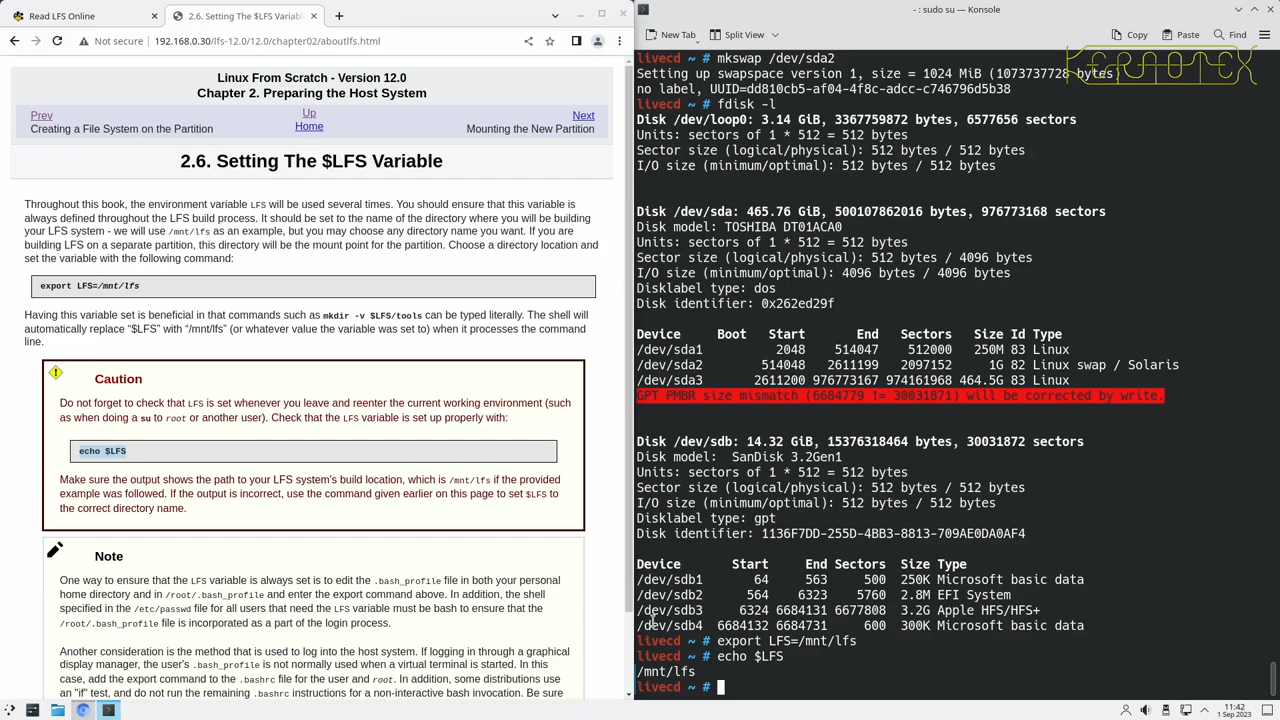 Read LFS Online
2.6. Setting The $LFS Variabl
Not secure
192.168.0.30/lfs-12.0/12.0/chapter02/aboutlfs.html
Linux From Scratch - Version 12.0
Chapter 2. Preparing the Host System
Prev
Up
Next
Creating a File System on the Partition
Home
Mounting the New Partition
2.6. Setting The $LFS Variable
Throughout this book, the environment variable LFS will be used several times. You should ensure that this variable is
always defined throughout the LFS build process. It should be set to the name of the directory where you will be building
your LFS system - we will use /mnt/lfs as an example, but you may choose any directory name you want. If you are
building LFS on a separate partition, this directory will be the mount point for the partition. Choose a directory location and
set the variable with the following command:
export LFS=/mnt/lfs
Having this variable set is beneficial in that commands such as mkdir -v $LFS/tools can be typed literally. The shell will
automatically replace “$LFS” with “/mnt/lfs” (or whatever value the variable was set to) when it processes the command
line.
Caution
Do not forget to check that LFS is set whenever you leave and reenter the current working environment (such
as when doing a su to root or another user). Check that the LFS variable is set up properly with:
echo $LFS
Make sure the output shows the path to your LFS system's build location, which is /mnt/lfs if the provided
example was followed. If the output is incorrect, use the command given earlier on this page to set $LFS to
the correct directory name.
Note
One way to ensure that the LFS variable is always set is to edit the .bash_profile file in both your personal
home directory and in /root/.bash_profile and enter the export command above. In addition, the shell
specified in the /etc/passwd file for all users that need the LFS variable must be bash to ensure that the
/root/.bash_profile file is incorporated as a part of the login process.
Another consideration is the method that is used to log into the host system. If logging in through a graphical
display manager, the user's .bash_profile is not normally used when a virtual terminal is started. In this
case, add the export command to the .bashrc file for the user and root. In addition, some distributions use
an "if" test, and do not run the remaining .bashrc instructions for a non-interactive bash invocation. Be sure
- : sudo su — Konsole
New Tab
Split View
Copy
Paste
Find
KERNOTEX
livecd ~ # mkswap /dev/sda2
Setting up swapspace version 1, size = 1024 MiB (1073737728 bytes)
no label, UUID=dd810cb5-af04-4f8c-adcc-c746796d5b38
livecd ~ # fdisk -l
Disk /dev/loop0: 3.14 GiB, 3367759872 bytes, 6577656 sectors
Units: sectors of 1 * 512 = 512 bytes
Sector size (logical/physical): 512 bytes / 512 bytes
I/O size (minimum/optimal): 512 bytes / 512 bytes
Disk /dev/sda: 465.76 GiB, 500107862016 bytes, 976773168 sectors
Disk model: TOSHIBA DT01ACA0
Units: sectors of 1 * 512 = 512 bytes
Sector size (logical/physical): 512 bytes / 4096 bytes
I/O size (minimum/optimal): 4096 bytes / 4096 bytes
Disklabel type: dos
Disk identifier: 0x262ed29f
Device Boot Start End Sectors Size Id Type
/dev/sda1 2048 514047 512000 250M 83 Linux
/dev/sda2 514048 2611199 2097152 1G 82 Linux swap / Solaris
/dev/sda3 2611200 976773167 974161968 464.5G 83 Linux
GPT PMBR size mismatch (6684779 != 30031871) will be corrected by write.
Disk /dev/sdb: 14.32 GiB, 15376318464 bytes, 30031872 sectors
Disk model: SanDisk 3.2Gen1
Units: sectors of 1 * 512 = 512 bytes
Sector size (logical/physical): 512 bytes / 512 bytes
I/O size (minimum/optimal): 512 bytes / 512 bytes
Disklabel type: gpt
Disk identifier: 1136F7DD-255D-4BB3-8813-709AE0DA0AF4
Device Start End Sectors Size Type
/dev/sdb1 64 563 500 250K Microsoft basic data
/dev/sdb2 564 6323 5760 2.8M EFI System
/dev/sdb3 6324 6684131 6677808 3.2G Apple HFS/HFS+
/dev/sdb4 6684132 6684731 600 300K Microsoft basic data
livecd ~ # export LFS=/mnt/lfs
livecd ~ # echo $LFS
/mnt/lfs
livecd ~ #
11:42
1 Sep 2023